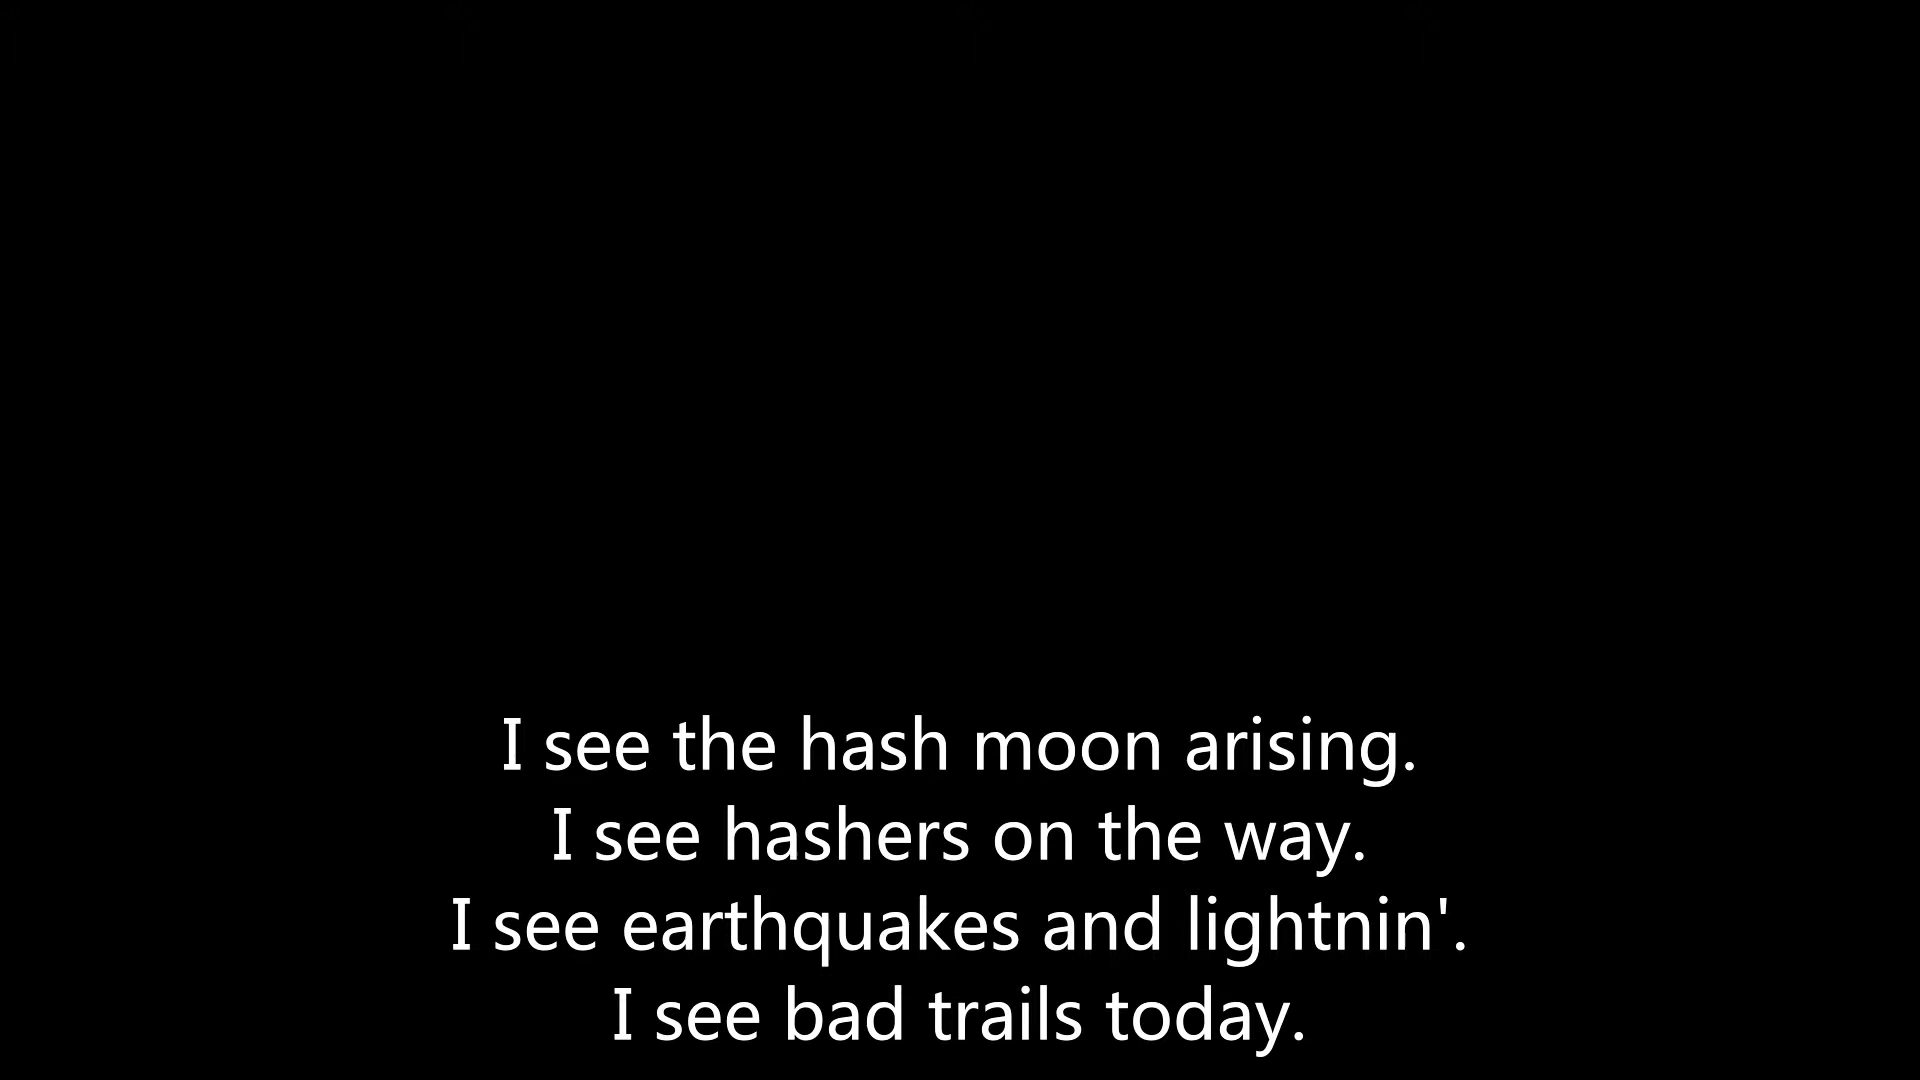 I see the hash moon arising.
I see hashers on the way.
I see earthquakes and lightnin'.
I see bad trails today.